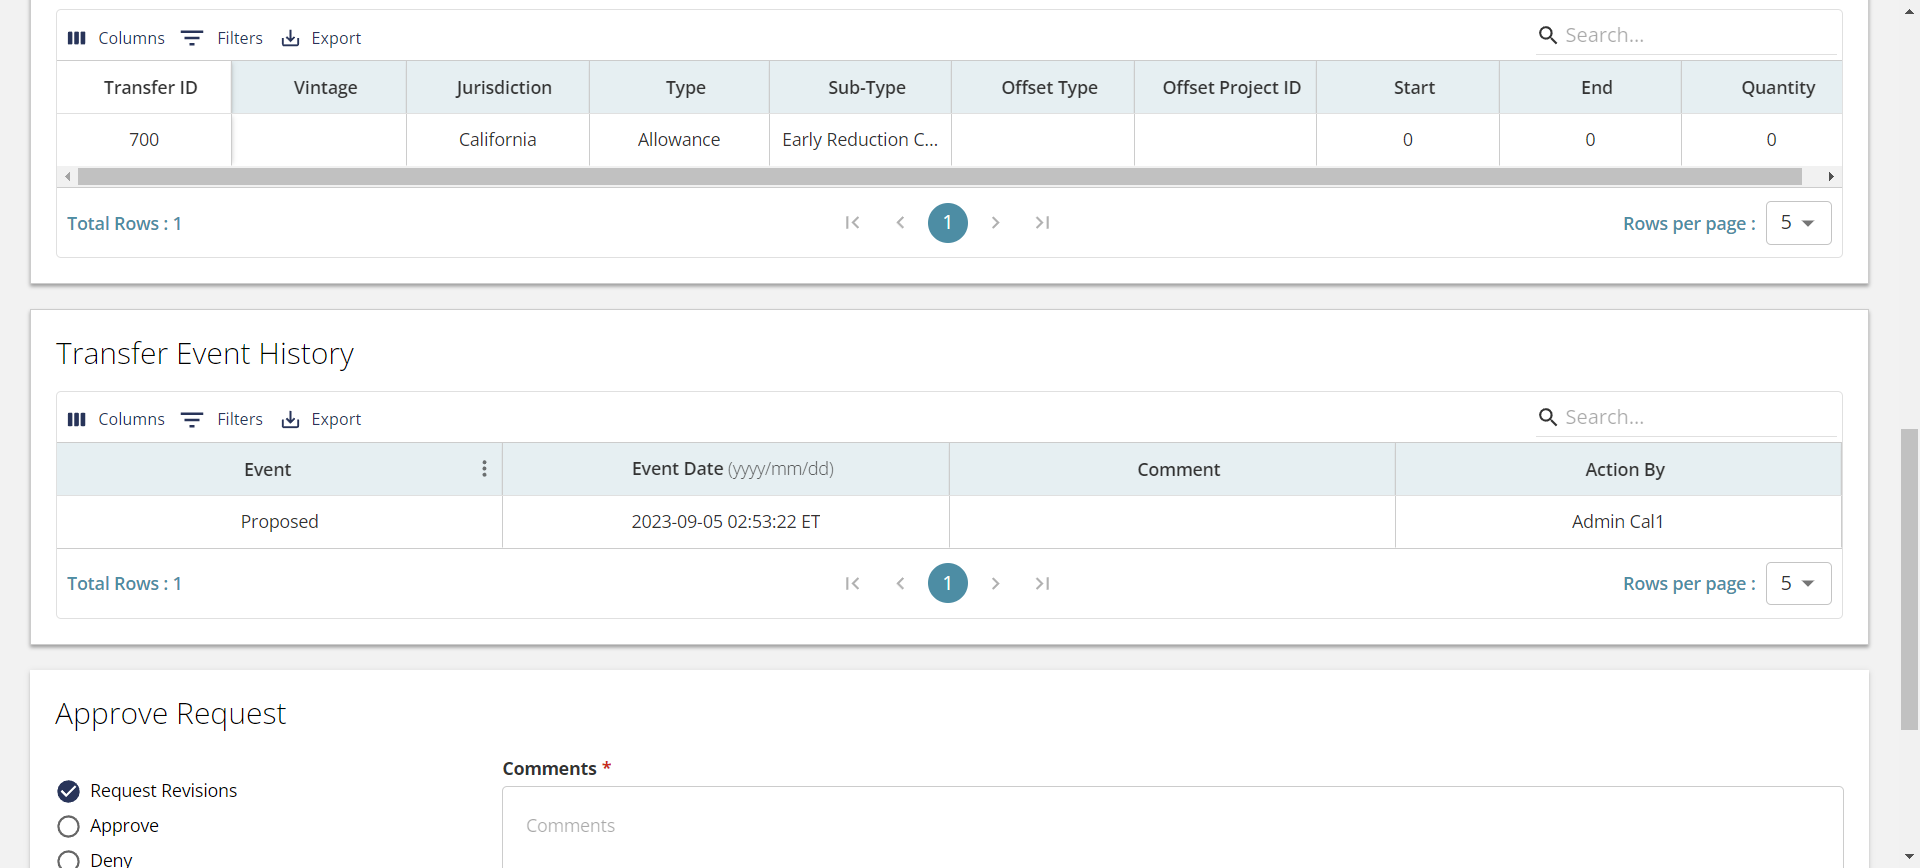 Columns Filters Export Search...
Transfer ID Vintage Jurisdiction Type Sub-Type Offset Type Offset Project ID Start End Quantity
700 California Allowance Early Reduction C... 0 0 0
Total Rows : 1 1 Rows per page : 5
Transfer Event History
Columns Filters Export Search...
Event Event Date (yyyy/mm/dd) Comment Action By
Proposed 2023-09-05 02:53:22 ET Admin Cal1
Total Rows : 1 1 Rows per page : 5
Approve Request
Comments *
Request Revisions
Comments
Approve
Deny